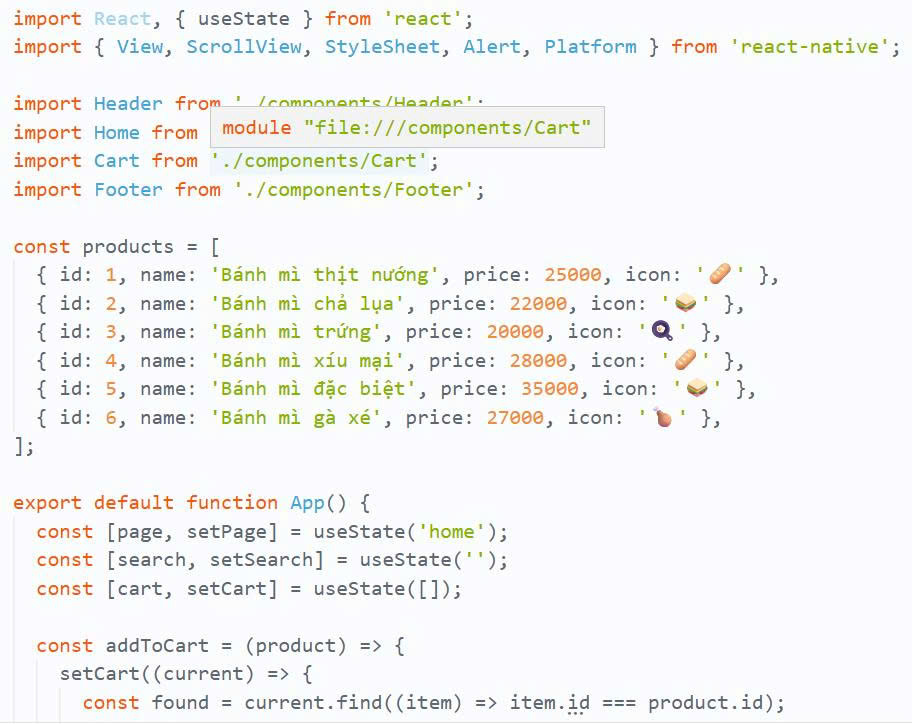 import React, { useState } from 'react';
import { View, ScrollView, StyleSheet, Alert, Platform } from 'react-native';
import Header from './components/Header';
import Home from
module "file:///components/Cart"
import Cart from './components/Cart';
import Footer from './components/Footer';
const products = [
{ id: 1, name: 'Bánh mì thịt nướng', price: 25000, icon: '🥖' },
{ id: 2, name: 'Bánh mì chả lụa', price: 22000, icon: '🥪' },
{ id: 3, name: 'Bánh mì trứng', price: 20000, icon: '🍳' },
{ id: 4, name: 'Bánh mì xíu mại', price: 28000, icon: '🥖' },
{ id: 5, name: 'Bánh mì đặc biệt', price: 35000, icon: '🥪' },
{ id: 6, name: 'Bánh mì gà xé', price: 27000, icon: '🍗' },
];
export default function App() {
const [page, setPage] = useState('home');
const [search, setSearch] = useState('');
const [cart, setCart] = useState([]);
const addToCart = (product) => {
setCart((current) => {
const found = current.find((item) => item.id === product.id);